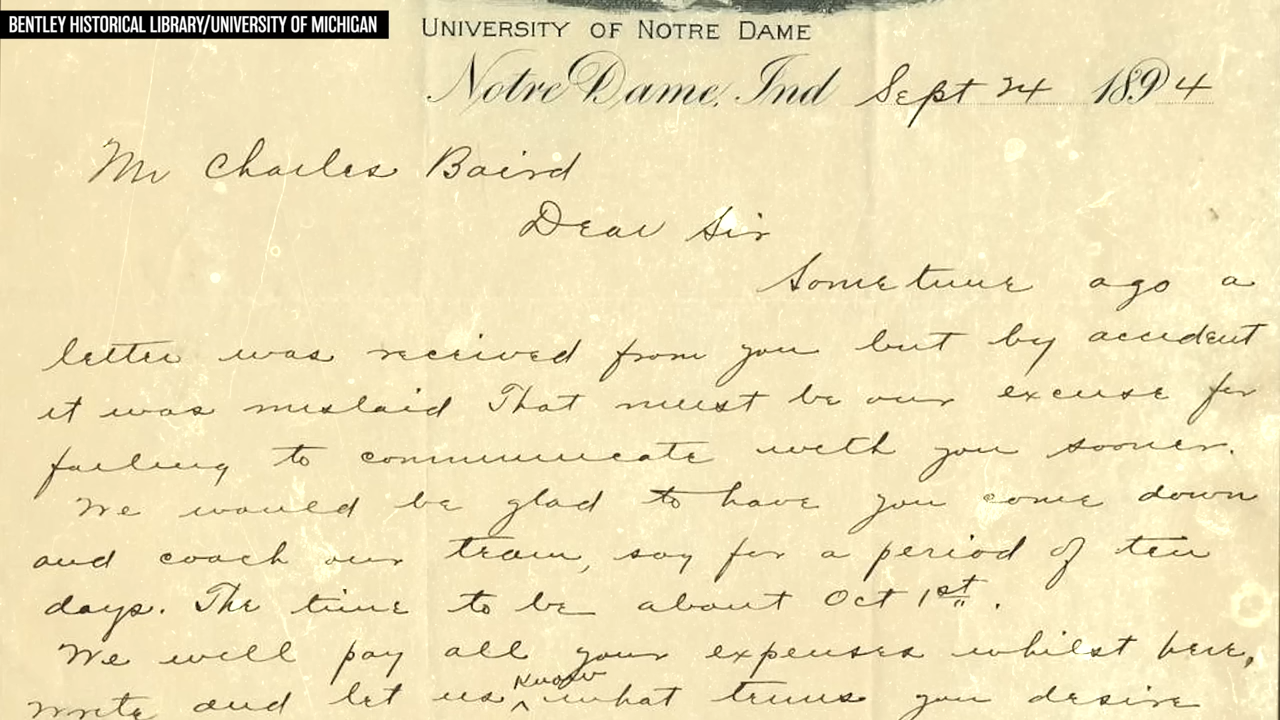 BENTLEY HISTORICAL LIBRARY/UNIVERSITY OF MICHIGAN
UNIVERSITY OF NOTRE DAME
Notre Dame, Ind Sept 24 1894
Mr Charles Baird
Dear Sir
Sometime ago a
letter was received from you but by accident
it was mislaid That must be our excuse for
failing to communicate with you sooner.
We would be glad to have you come down
and coach our team, say for a period of ten
days. The time to be about Oct 1st.
We will pay all your expenses whilst here,
know
write and let us ^ what terms you desire